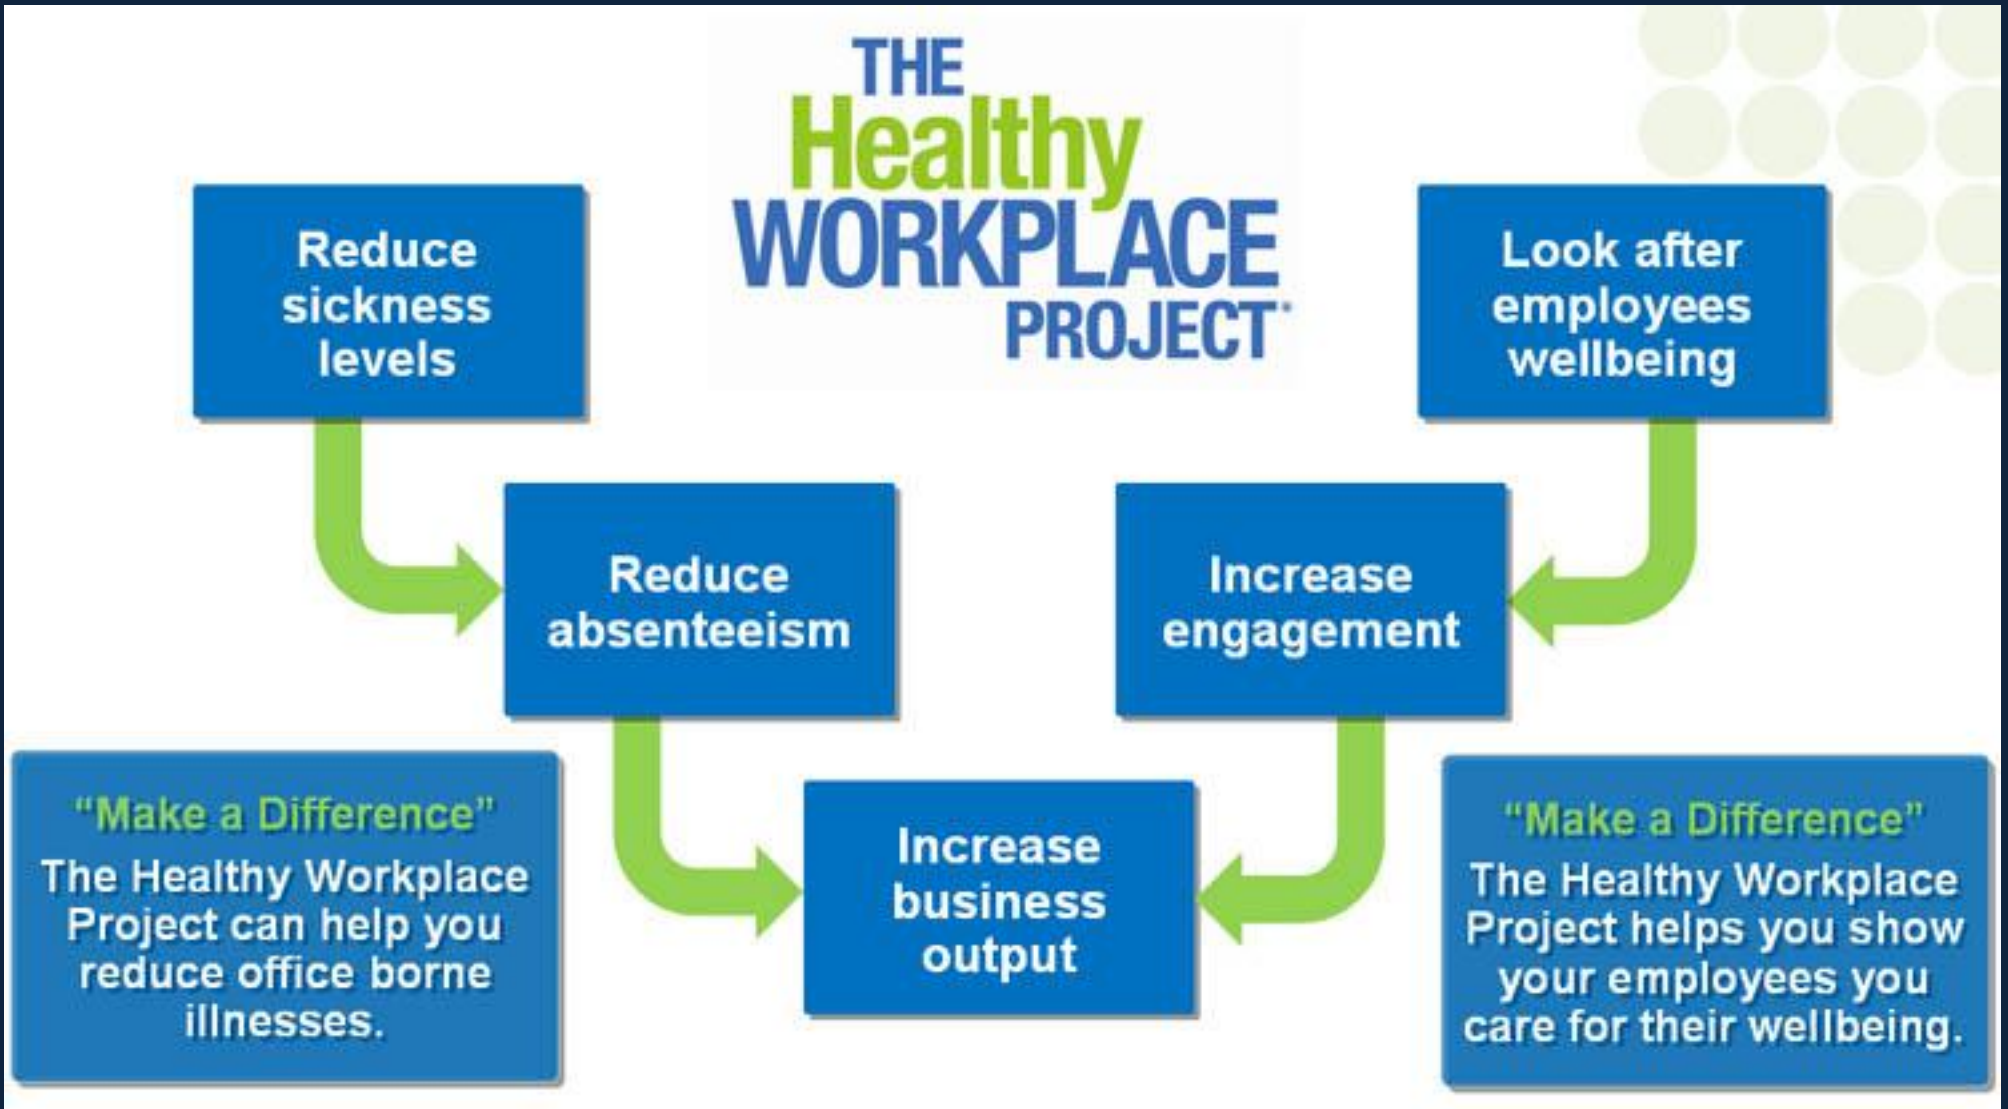 THE
Healthy
WORKPLACE
PROJECT
Reduce
sickness
levels
Look after
employees
wellbeing
Reduce
absenteeism
Increase
engagement
Increase
business
output
“Make a Difference”
The Healthy Workplace
Project can help you
reduce office borne
illnesses.
“Make a Difference”
The Healthy Workplace
Project helps you show
your employees you
care for their wellbeing.